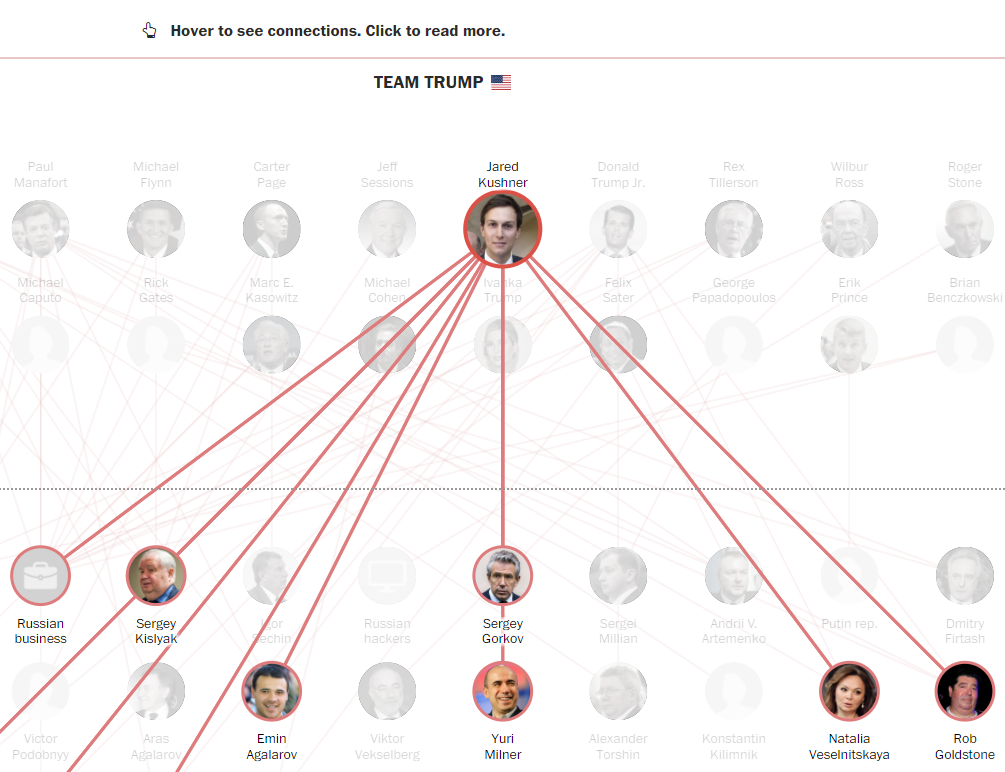 Hover to see connections. Click to read more.
TEAM TRUMP
Paul Manafort
Michael Flynn
Carter Page
Jeff Sessions
Jared Kushner
Donald Trump Jr.
Rex Tillerson
Wilbur Ross
Roger Stone
Michael Caputo
Rick Gates
Marc E. Kasowitz
Michael Cohen
Ivanka Trump
Felix Sater
George Papadopoulos
Erik Prince
Brian Benczkowski
Russian business
Sergey Kislyak
Igor Sechin
Russian hackers
Sergey Gorkov
Sergei Millian
Andrii V. Artemenko
Putin rep.
Dmitry Firtash
Victor Podobnyy
Aras Agalarov
Emin Agalarov
Viktor Vekselberg
Yuri Milner
Alexander Torshin
Konstantin Kilimnik
Natalia Veselnitskaya
Rob Goldstone